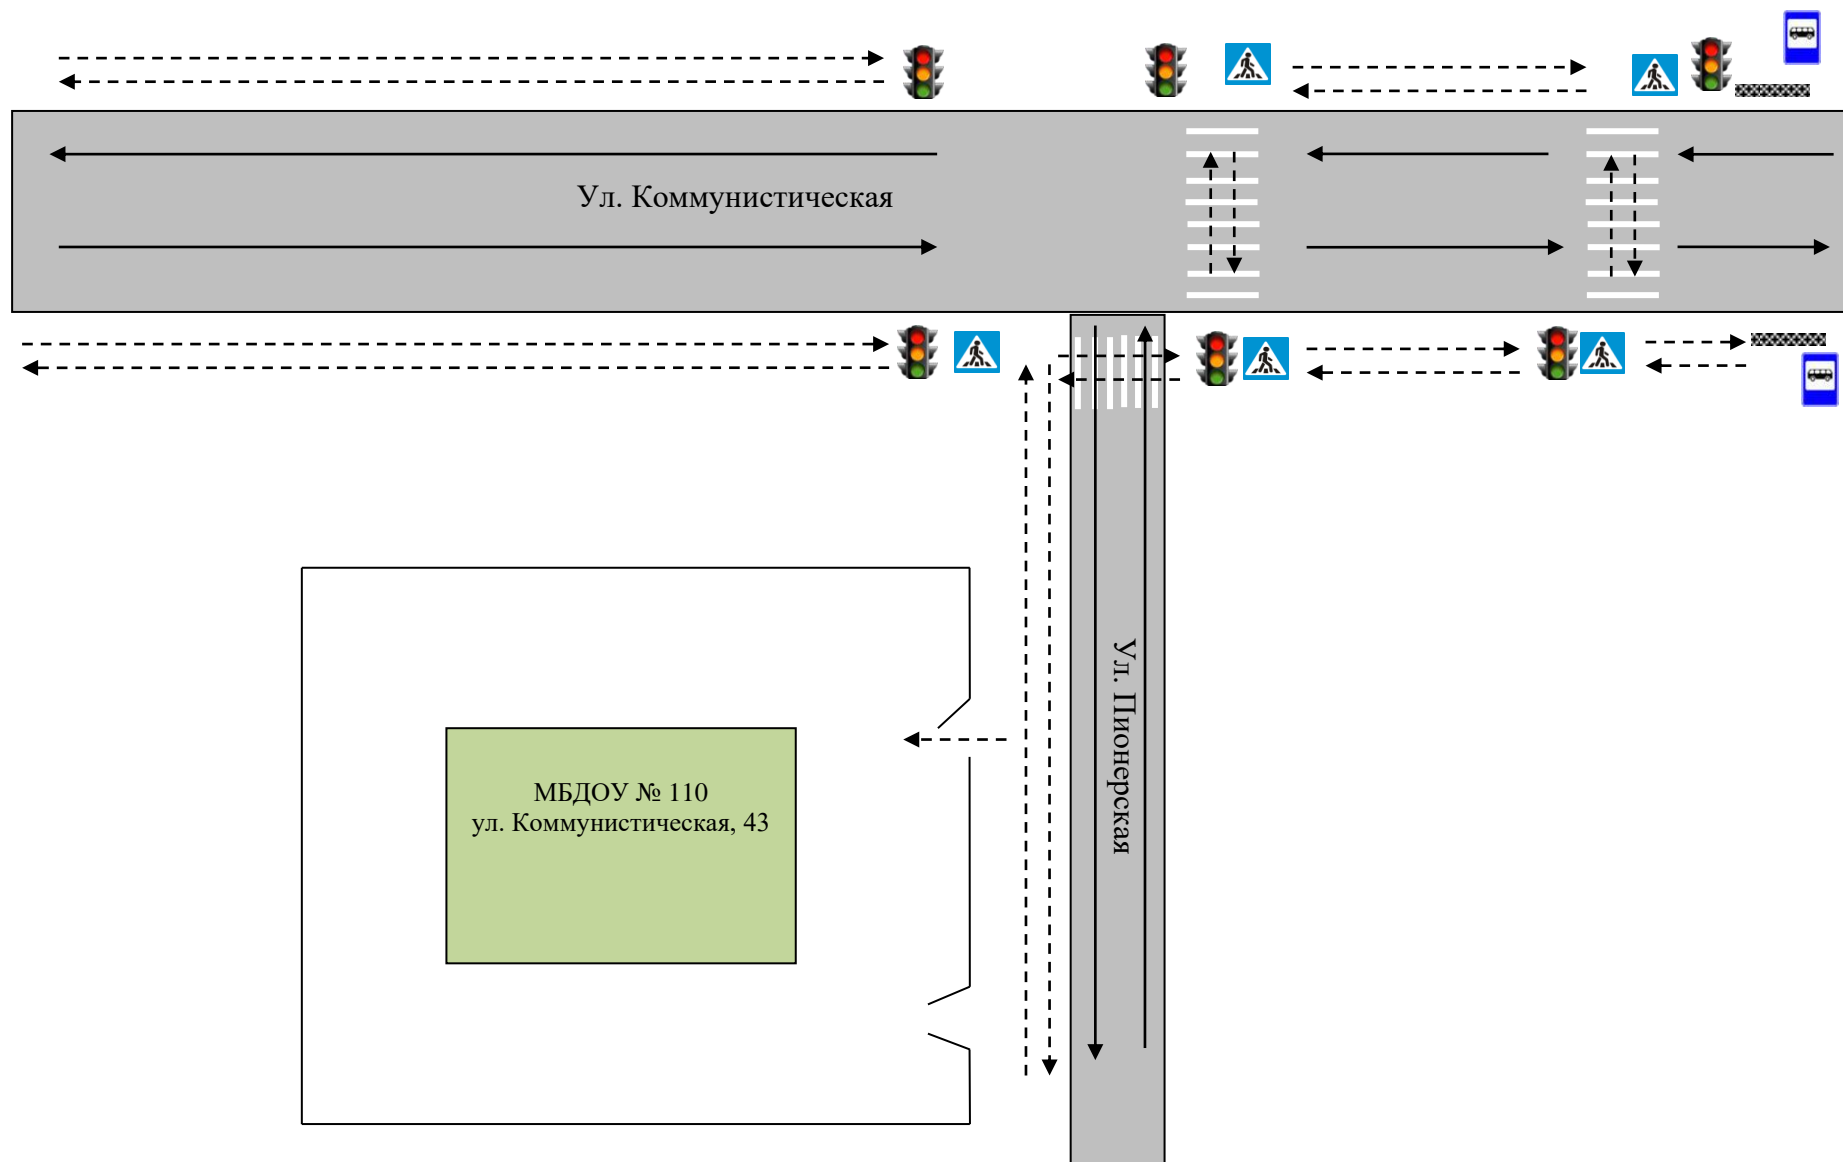 Ул. Коммунистическая
Ул. Пионерская
МБДОУ № 110
ул. Коммунистическая, 43